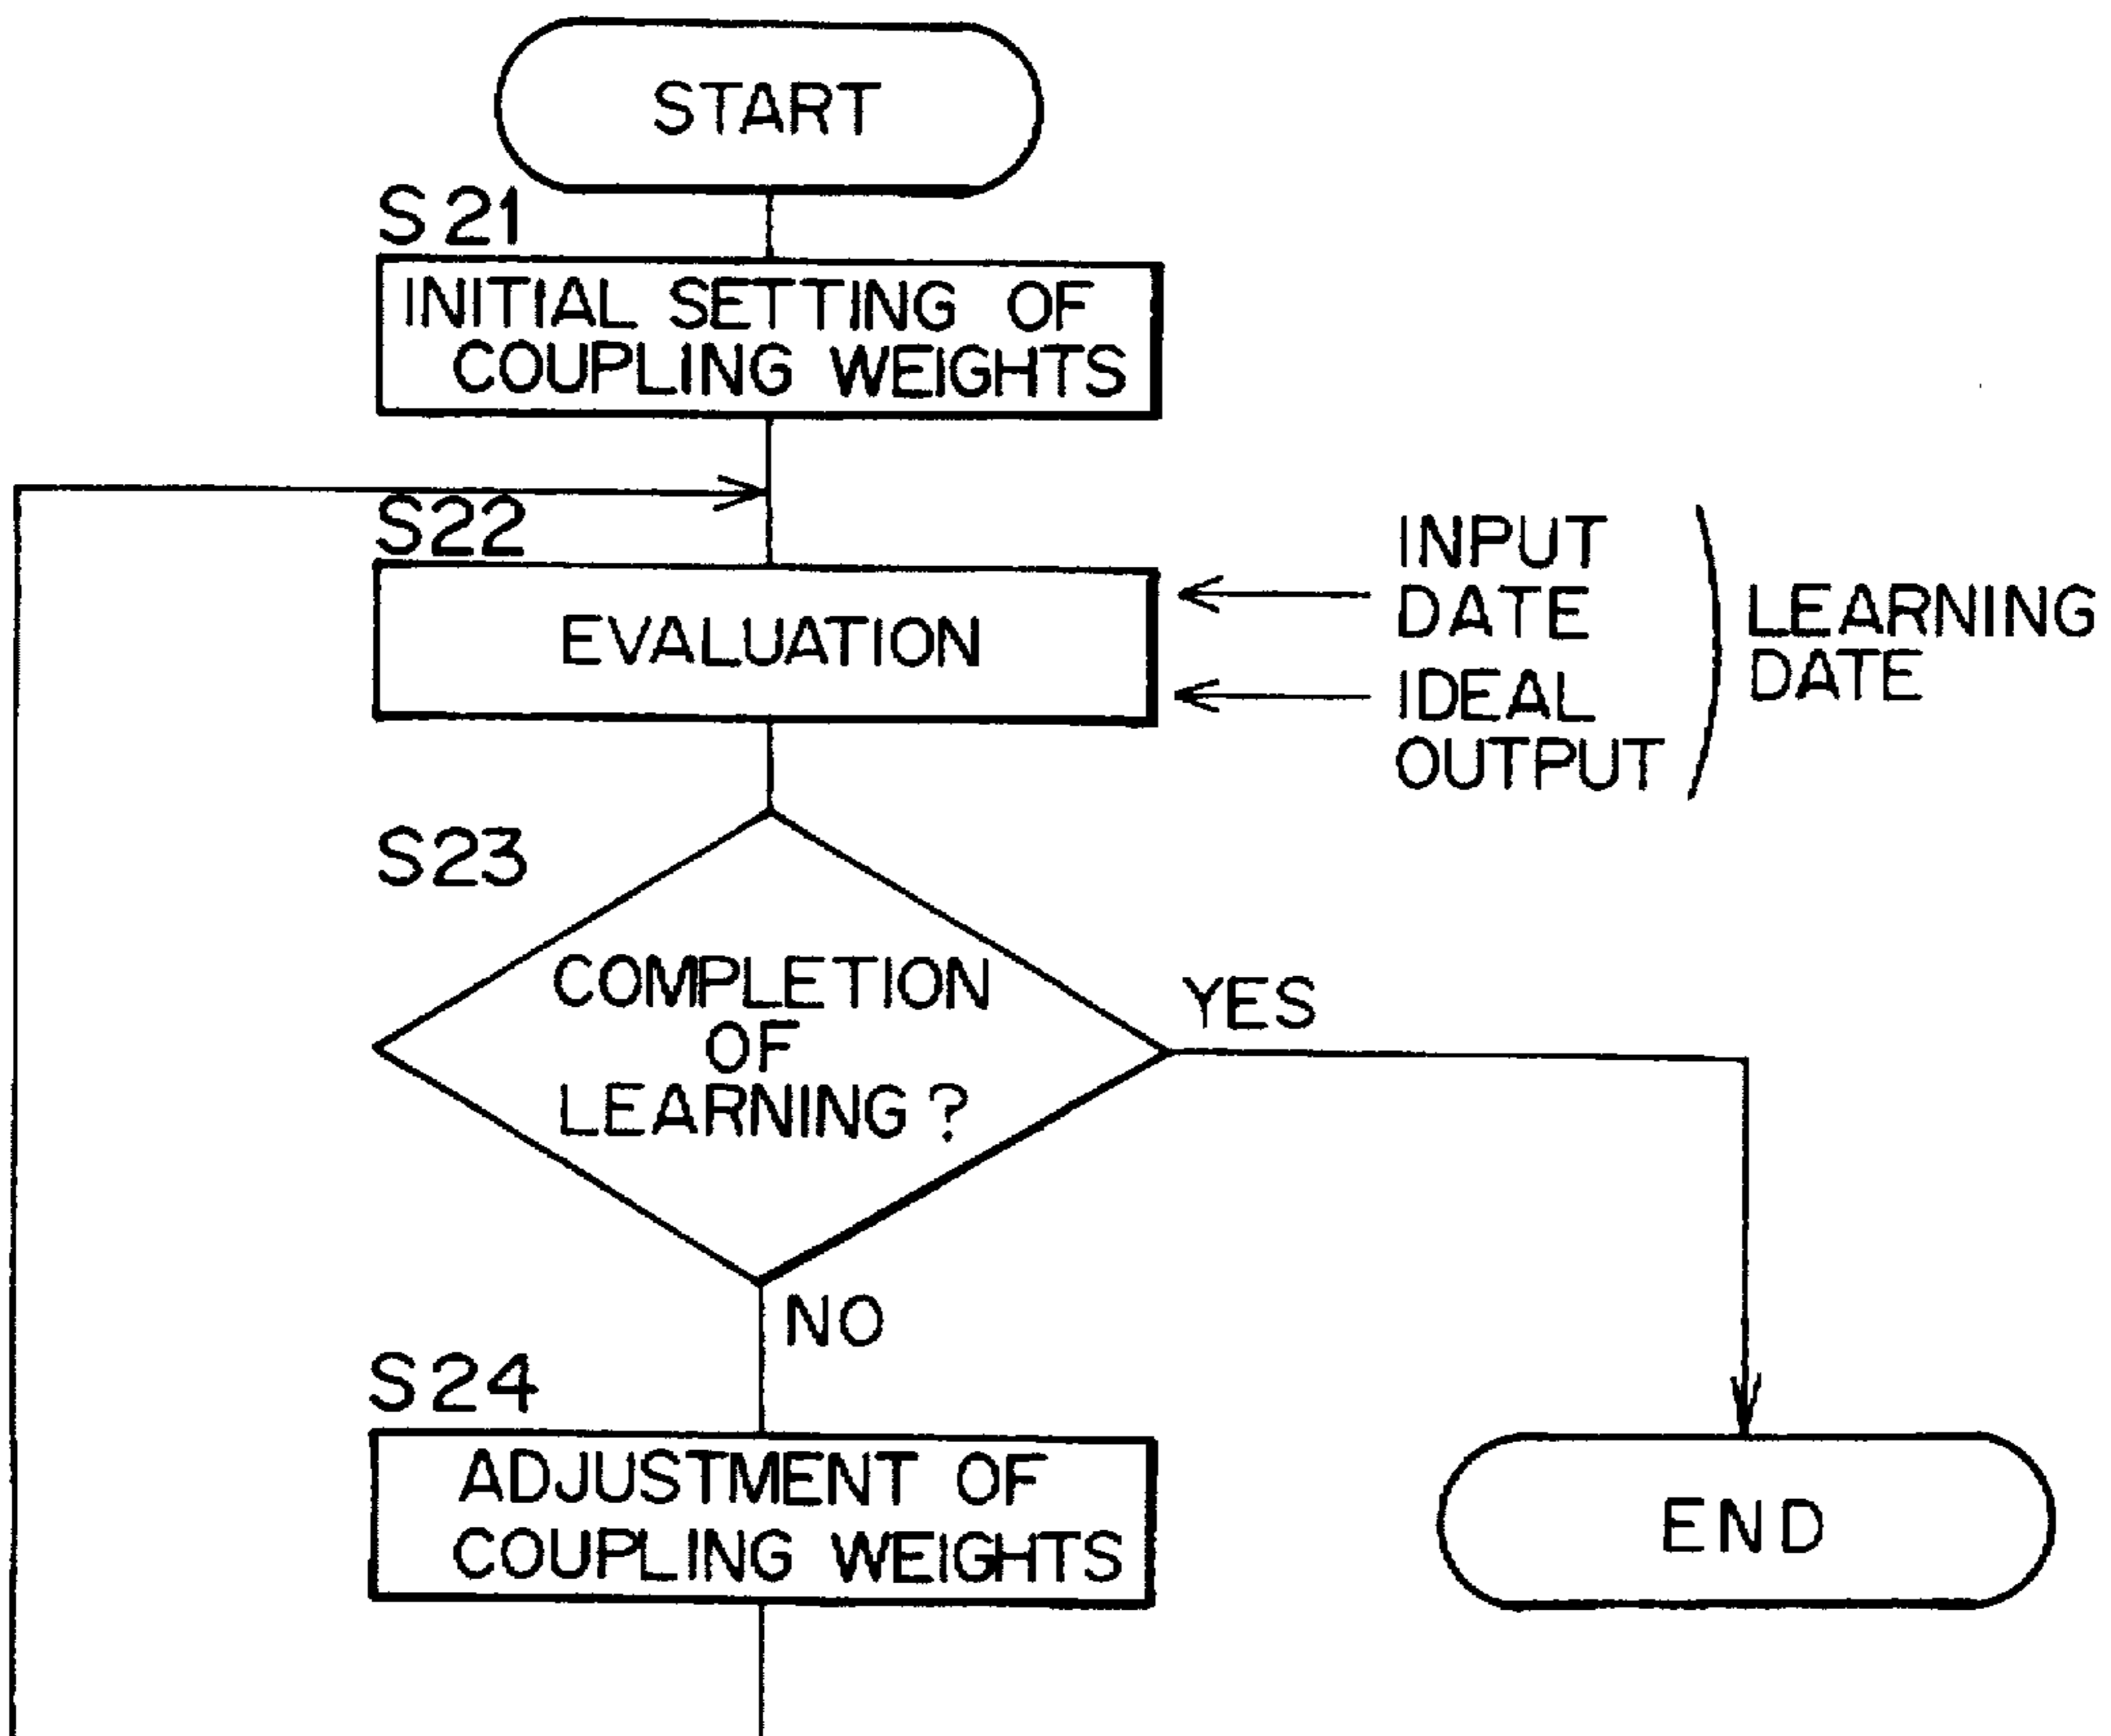 START
S21
INITIAL SETTING OF
COUPLING WEIGHTS
S22
EVALUATION
INPUT
DATE
IDEAL
OUTPUT
LEARNING
DATE
S23
COMPLETION
OF
LEARNING?
YES
NO
S24
ADJUSTMENT OF
COUPLING WEIGHTS
END